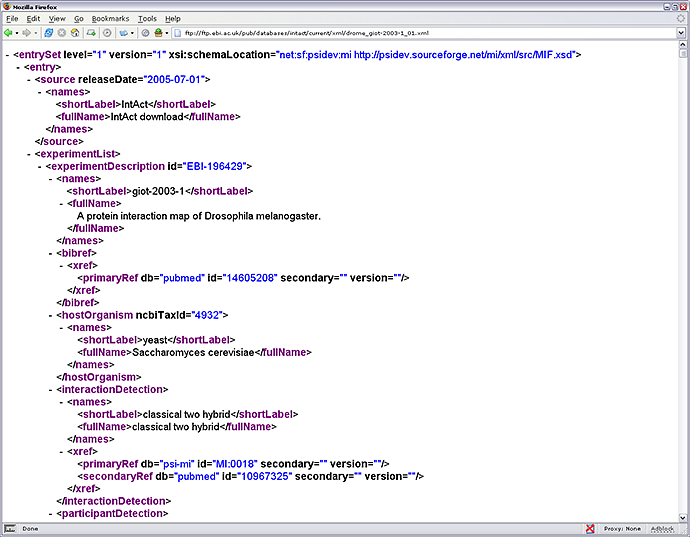 Mozilla Firefox
File Edit View Go Bookmarks Tools Help
ftp://ftp.ebi.ac.uk/pub/databases/intact/current/xml/drome_giot-2003-1_01.xml
- <entrySet level="1" version="1" xsi:schemaLocation="net:sf:psidev:mi http://psidev.sourceforge.net/mi/xml/src/MIF.xsd">
- <entry>
- <source releaseDate="2005-07-01">
- <names>
<shortLabel>IntAct</shortLabel>
<fullName>IntAct download</fullName>
</names>
</source>
- <experimentList>
- <experimentDescription id="EBI-196429">
- <names>
<shortLabel>giot-2003-1</shortLabel>
- <fullName>
A protein interaction map of Drosophila melanogaster.
</fullName>
</names>
- <bibref>
- <xref>
<primaryRef db="pubmed" id="14605208" secondary="" version=""/>
</xref>
</bibref>
- <hostOrganism ncbiTaxId="4932">
- <names>
<shortLabel>yeast</shortLabel>
<fullName>Saccharomyces cerevisiae</fullName>
</names>
</hostOrganism>
- <interactionDetection>
- <names>
<shortLabel>classical two hybrid</shortLabel>
<fullName>classical two hybrid</fullName>
</names>
- <xref>
<primaryRef db="psi-mi" id="MI:0018" secondary="" version=""/>
<secondaryRef db="pubmed" id="10967325" secondary="" version=""/>
</xref>
</interactionDetection>
- <participantDetection>
Done Proxy: None Adblock